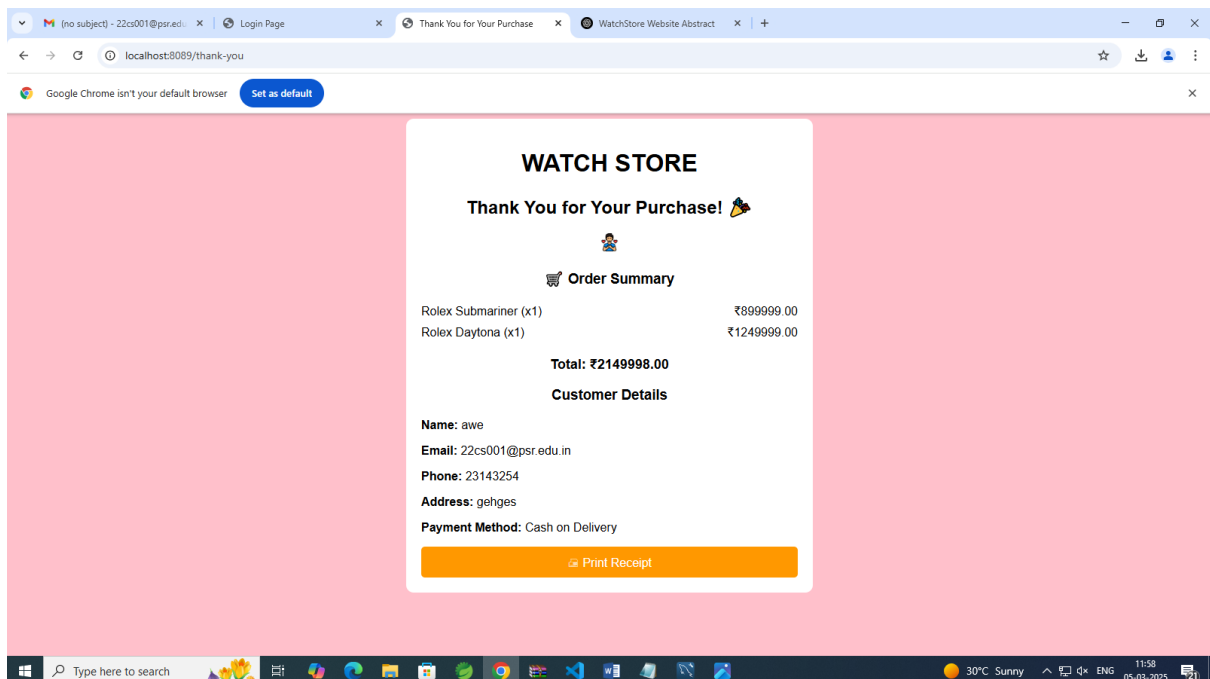 (no subject) - 22cs001@psr.edu
Login Page
Thank You for Your Purchase
WatchStore Website Abstract
localhost:8089/thank-you
Google Chrome isn't your default browser
Set as default
WATCH STORE
Thank You for Your Purchase! 🎉
🛒 Order Summary
Rolex Submariner (x1) ₹899999.00
Rolex Daytona (x1) ₹1249999.00
Total: ₹2149998.00
Customer Details
Name: awe
Email: 22cs001@psr.edu.in
Phone: 23143254
Address: gehges
Payment Method: Cash on Delivery
Print Receipt
Type here to search
30°C Sunny
ENG
11:58
05-03-2025
21